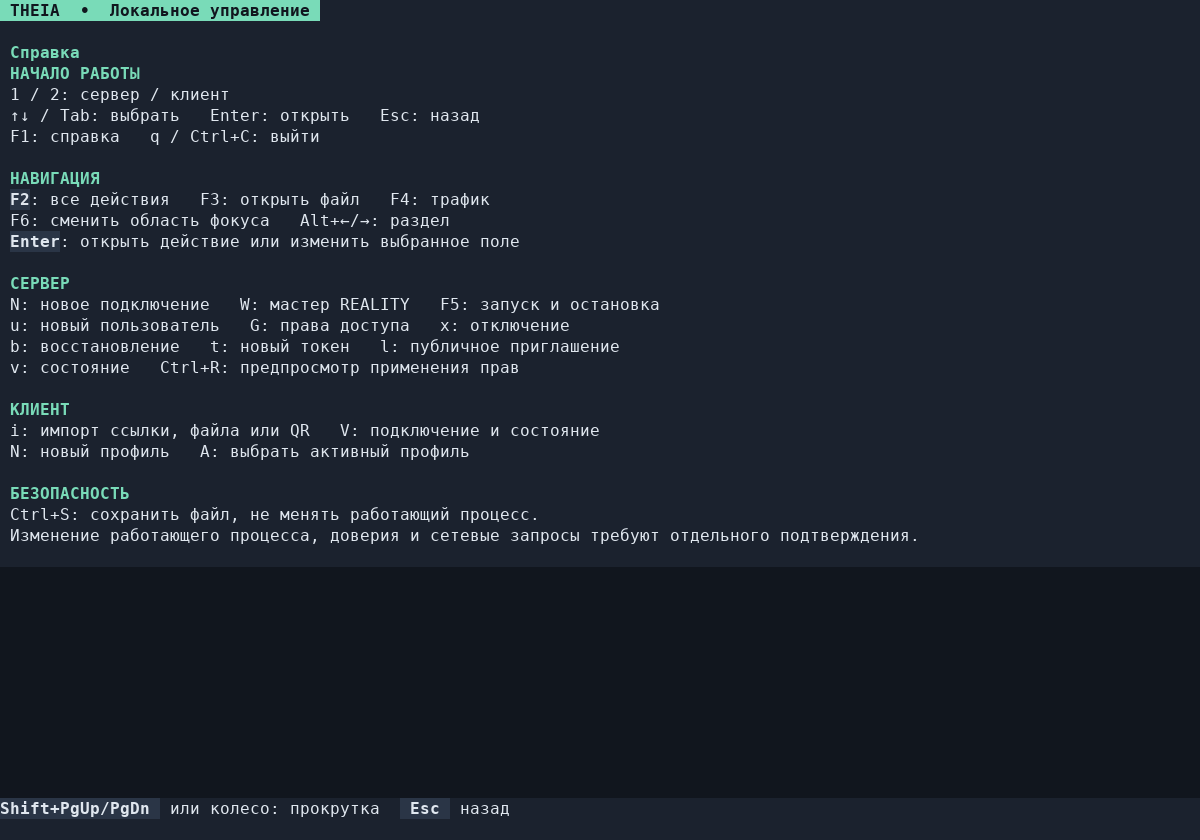 THEIA • Локальное управление
Справка
НАЧАЛО РАБОТЫ
1 / 2: сервер / клиент
↑↓ / Tab: выбрать   Enter: открыть   Esc: назад
F1: справка   q / Ctrl+C: выйти
НАВИГАЦИЯ
F2: все действия   F3: открыть файл   F4: трафик
F6: сменить область фокуса   Alt+←/→: раздел
Enter: открыть действие или изменить выбранное поле
СЕРВЕР
N: новое подключение   W: мастер REALITY   F5: запуск и остановка
u: новый пользователь   G: права доступа   x: отключение
b: восстановление   t: новый токен   l: публичное приглашение
v: состояние   Ctrl+R: предпросмотр применения прав
КЛИЕНТ
i: импорт ссылки, файла или QR   V: подключение и состояние
N: новый профиль   A: выбрать активный профиль
БЕЗОПАСНОСТЬ
Ctrl+S: сохранить файл, не менять работающий процесс.
Изменение работающего процесса, доверия и сетевые запросы требуют отдельного подтверждения.
Shift+PgUp/PgDn или колесо: прокрутка   Esc назад